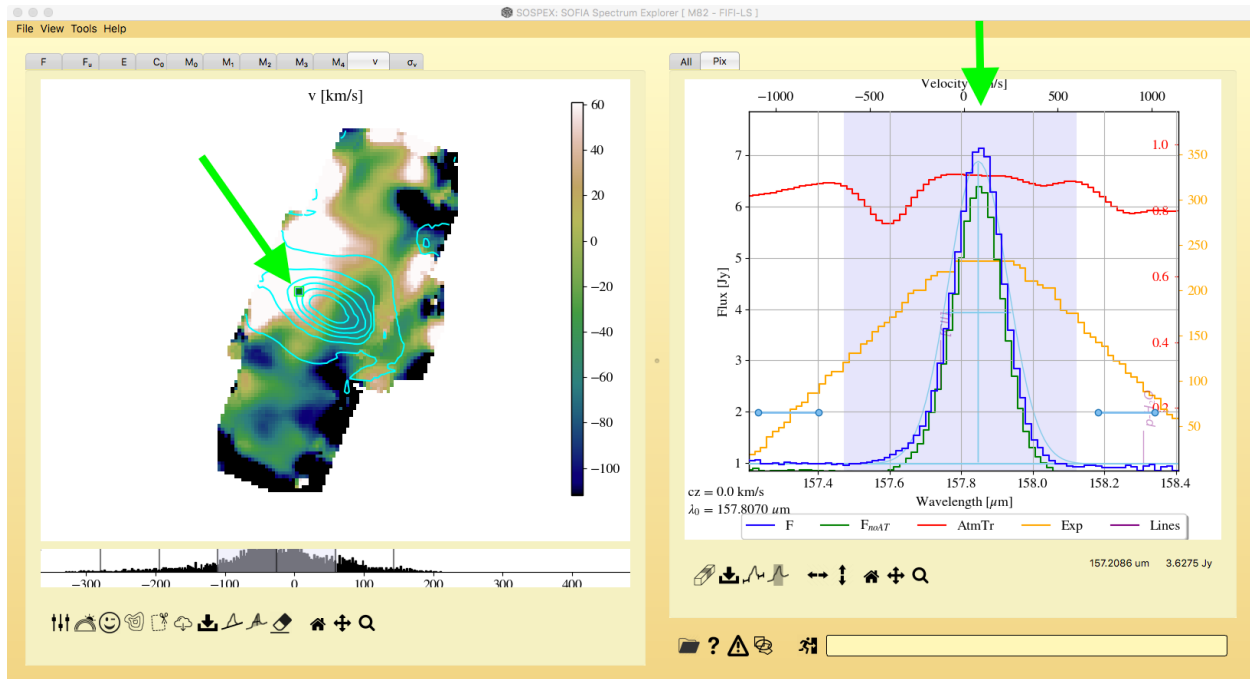 SOSPEX: SOFIA Spectrum Explorer [ M82 - FIFI-LS ]
File View Tools Help
F Fᵤ E C₀ M₀ M₁ M₂ M₃ M₄ v σᵥ
v [km/s]
60
40
20
0
−20
−40
−60
−80
−100
−300 −200 −100 0 100 200 300 400
All Pix
Velocity /s]
−1000 −500 0 500 1000
7
6
5
4
3
2
1
Flux [Jy]
1.0
0.8
0.6
0.4
0.2
350
300
250
200
150
100
50
157.4 157.6 157.8 158.0 158.2 158.4
Wavelength [μm]
cz = 0.0 km/s
λ₀ = 157.8070 μm
F FnoAT AtmTr Exp Lines
157.2086 um 3.6275 Jy